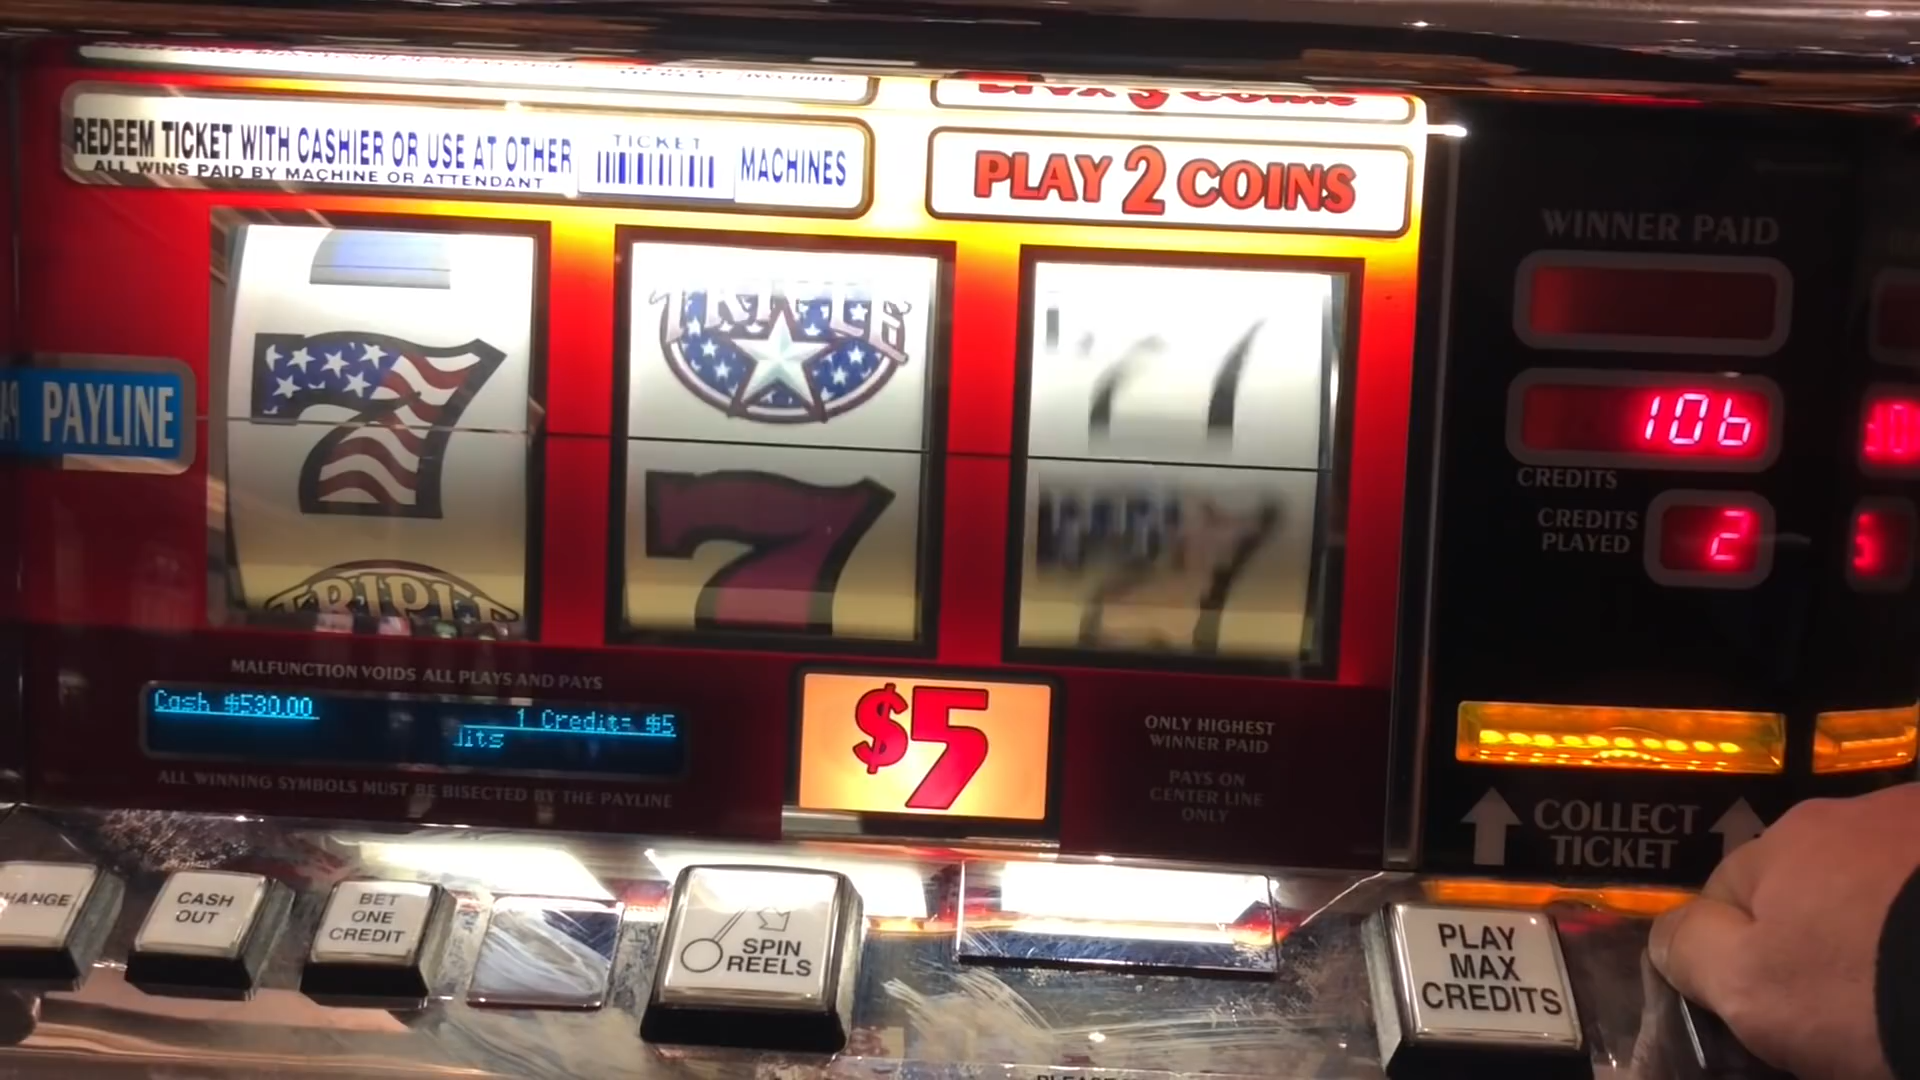 REDEEM TICKET WITH CASHIER OR USE AT OTHER TICKET MACHINES
ALL WINS PAID BY MACHINE OR ATTENDANT
PLAY 2 COINS
WINNER PAID
PAYLINE
TRIPLE
7
7
TRIPLE
106
CREDITS
CREDITS PLAYED
2
MALFUNCTION VOIDS ALL PLAYS AND PAYS
Cash $530.00
1 Credit= $5
ALL WINNING SYMBOLS MUST BE BISECTED BY THE PAYLINE
$5
ONLY HIGHEST
WINNER PAID
PAYS ON
CENTER LINE
ONLY
COLLECT
TICKET
CASH
OUT
BET
ONE
CREDIT
SPIN
REELS
PLAY
MAX
CREDITS